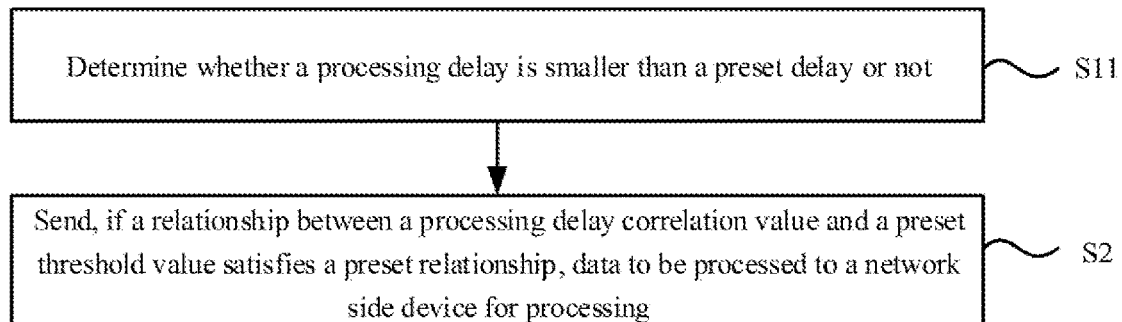 Determine whether a processing delay is smaller than a preset delay or not
S11
Send, if a relationship between a processing delay correlation value and a preset
threshold value satisfies a preset relationship, data to be processed to a network
side device for processing
S2